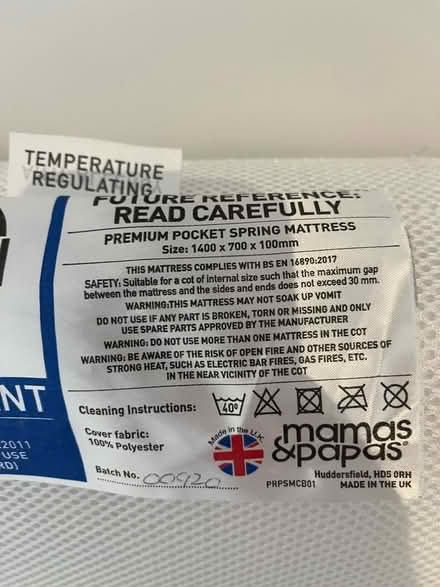 TEMPERATURE
REGULATING
FUTURE REFERENCE:
READ CAREFULLY
PREMIUM POCKET SPRING MATTRESS
Size: 1400 x 700 x 100mm
THIS MATTRESS COMPLIES WITH BS EN 16890:2017
SAFETY: Suitable for a cot of internal size such that the maximum gap
between the mattress and the sides and ends does not exceed 30 mm.
WARNING:THIS MATTRESS MAY NOT SOAK UP VOMIT
DO NOT USE IF ANY PART IS BROKEN, TORN OR MISSING AND ONLY
USE SPARE PARTS APPROVED BY THE MANUFACTURER
WARNING: DO NOT USE MORE THAN ONE MATTRESS IN THE COT
WARNING: BE AWARE OF THE RISK OF OPEN FIRE AND OTHER SOURCES OF
STRONG HEAT, SUCH AS ELECTRIC BAR FIRES, GAS FIRES, ETC.
IN THE NEAR VICINITY OF THE COT
Cleaning Instructions: 40°
Cover fabric:
100% Polyester
Batch No. 00920
Made in the U.K
mamas
&papas
Huddersfield, HD5 0RH
PRPSMCB01 MADE IN THE UK
ANT
:2011
USE
RD)